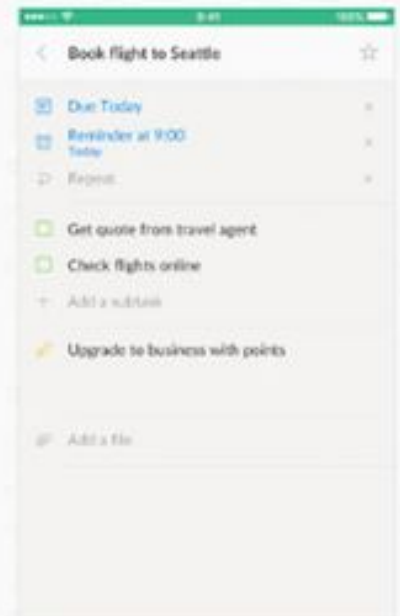 9:41
100%
Book flight to Seattle
Due Today
Reminder at 9:00
Today
Repeat
Get quote from travel agent
Check flights online
Add a subtask
Upgrade to business with points
Add a file